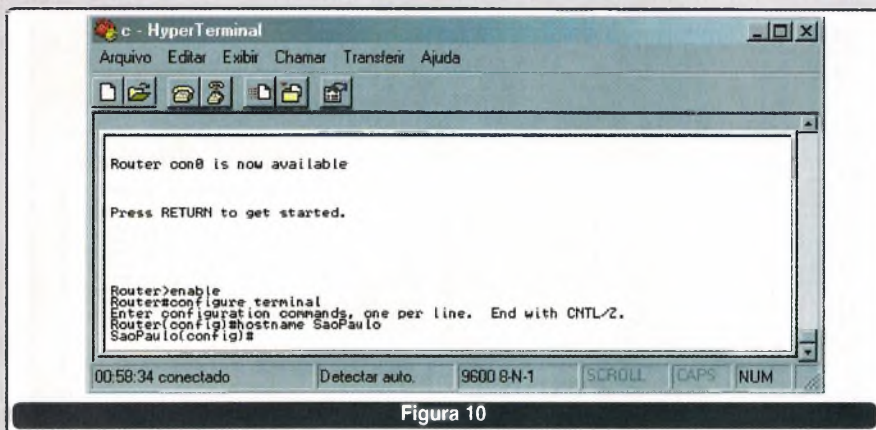 c - HyperTerminal
Arquivo Editar Exibir Chamar Transferir Ajuda
Router con0 is now available
Press RETURN to get started.
Router>enable
Router#configure terminal
Enter configuration commands, one per line. End with CNTL/Z.
Router(config)#hostname SaoPaulo
SaoPaulo(config)#
00:58:34 conectado Detectar auto. 9600 8-N-1 SCROLL CAPS NUM
Figura 10